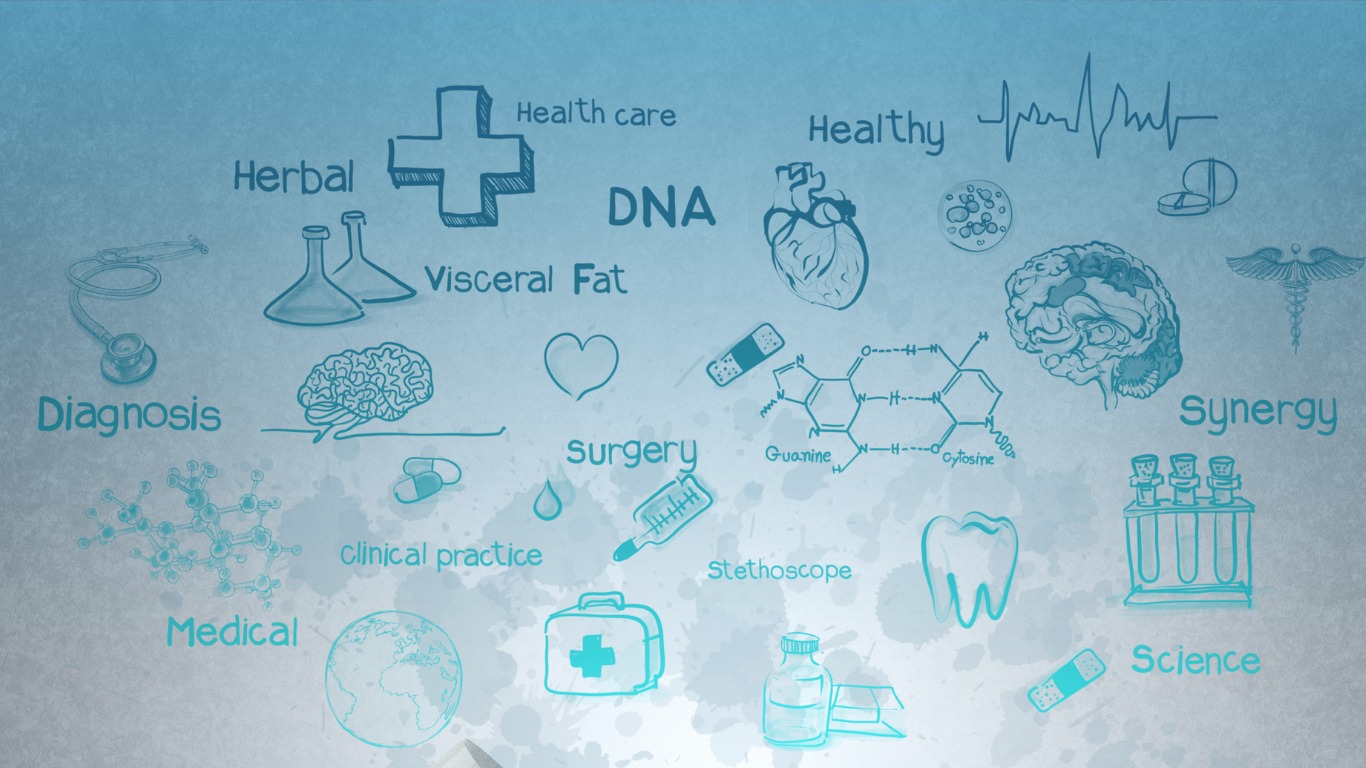 Health care
Healthy
Herbal
DNA
Visceral Fat
Diagnosis
Synergy
Surgery
O H N H
N N H N
N N H O
H
Guanine
Cytosine
Clinical practice
Stethoscope
Medical
Science